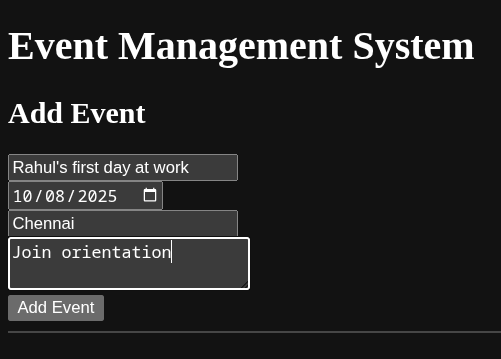 Event Management System
Add Event
Rahul's first day at work
10/08/2025
Chennai
Join orientation
Add Event